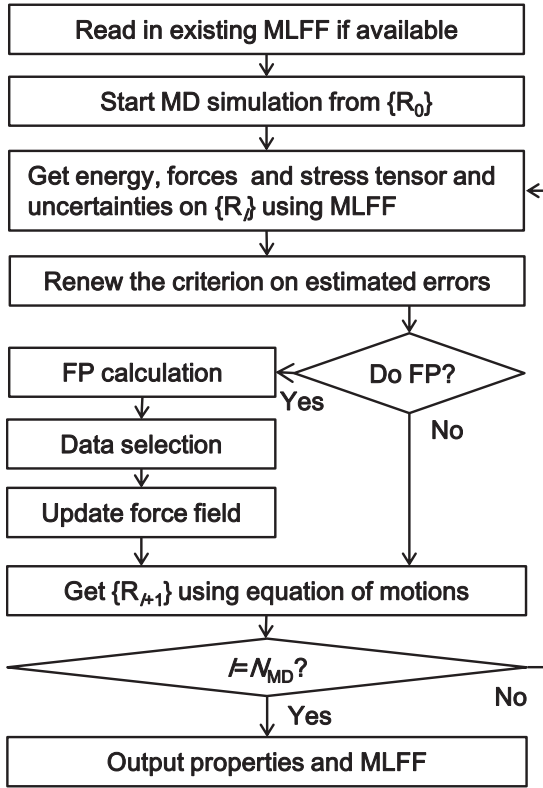 Read in existing MLFF if available
Start MD simulation from {R₀}
Get energy, forces and stress tensor and
uncertainties on {Rᵢ} using MLFF
Renew the criterion on estimated errors
Do FP?
FP calculation
Yes
No
Data selection
Update force field
Get {Rᵢ₊₁} using equation of motions
I=N_MD?
No
Yes
Output properties and MLFF